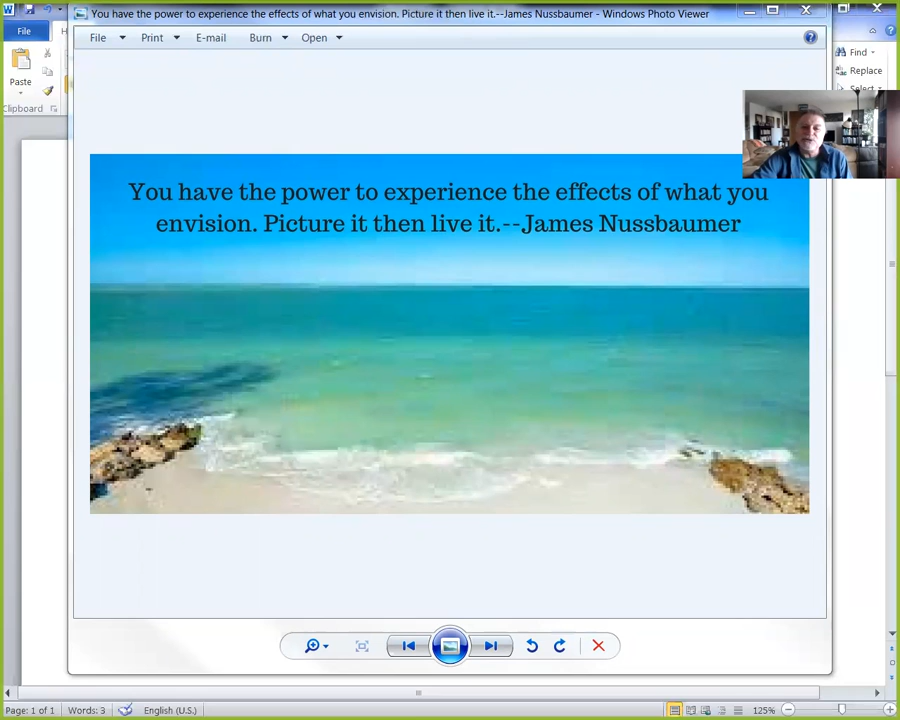 You have the power to experience the effects of what you envision. Picture it then live it.--James Nussbaumer - Windows Photo Viewer
File
File
Print
E-mail
Burn
Open
Find
Replace
Select
Paste
Clipboard
You have the power to experience the effects of what you
envision. Picture it then live it.--James Nussbaumer
Page: 1 of 1
Words: 3
English (U.S.)
125%